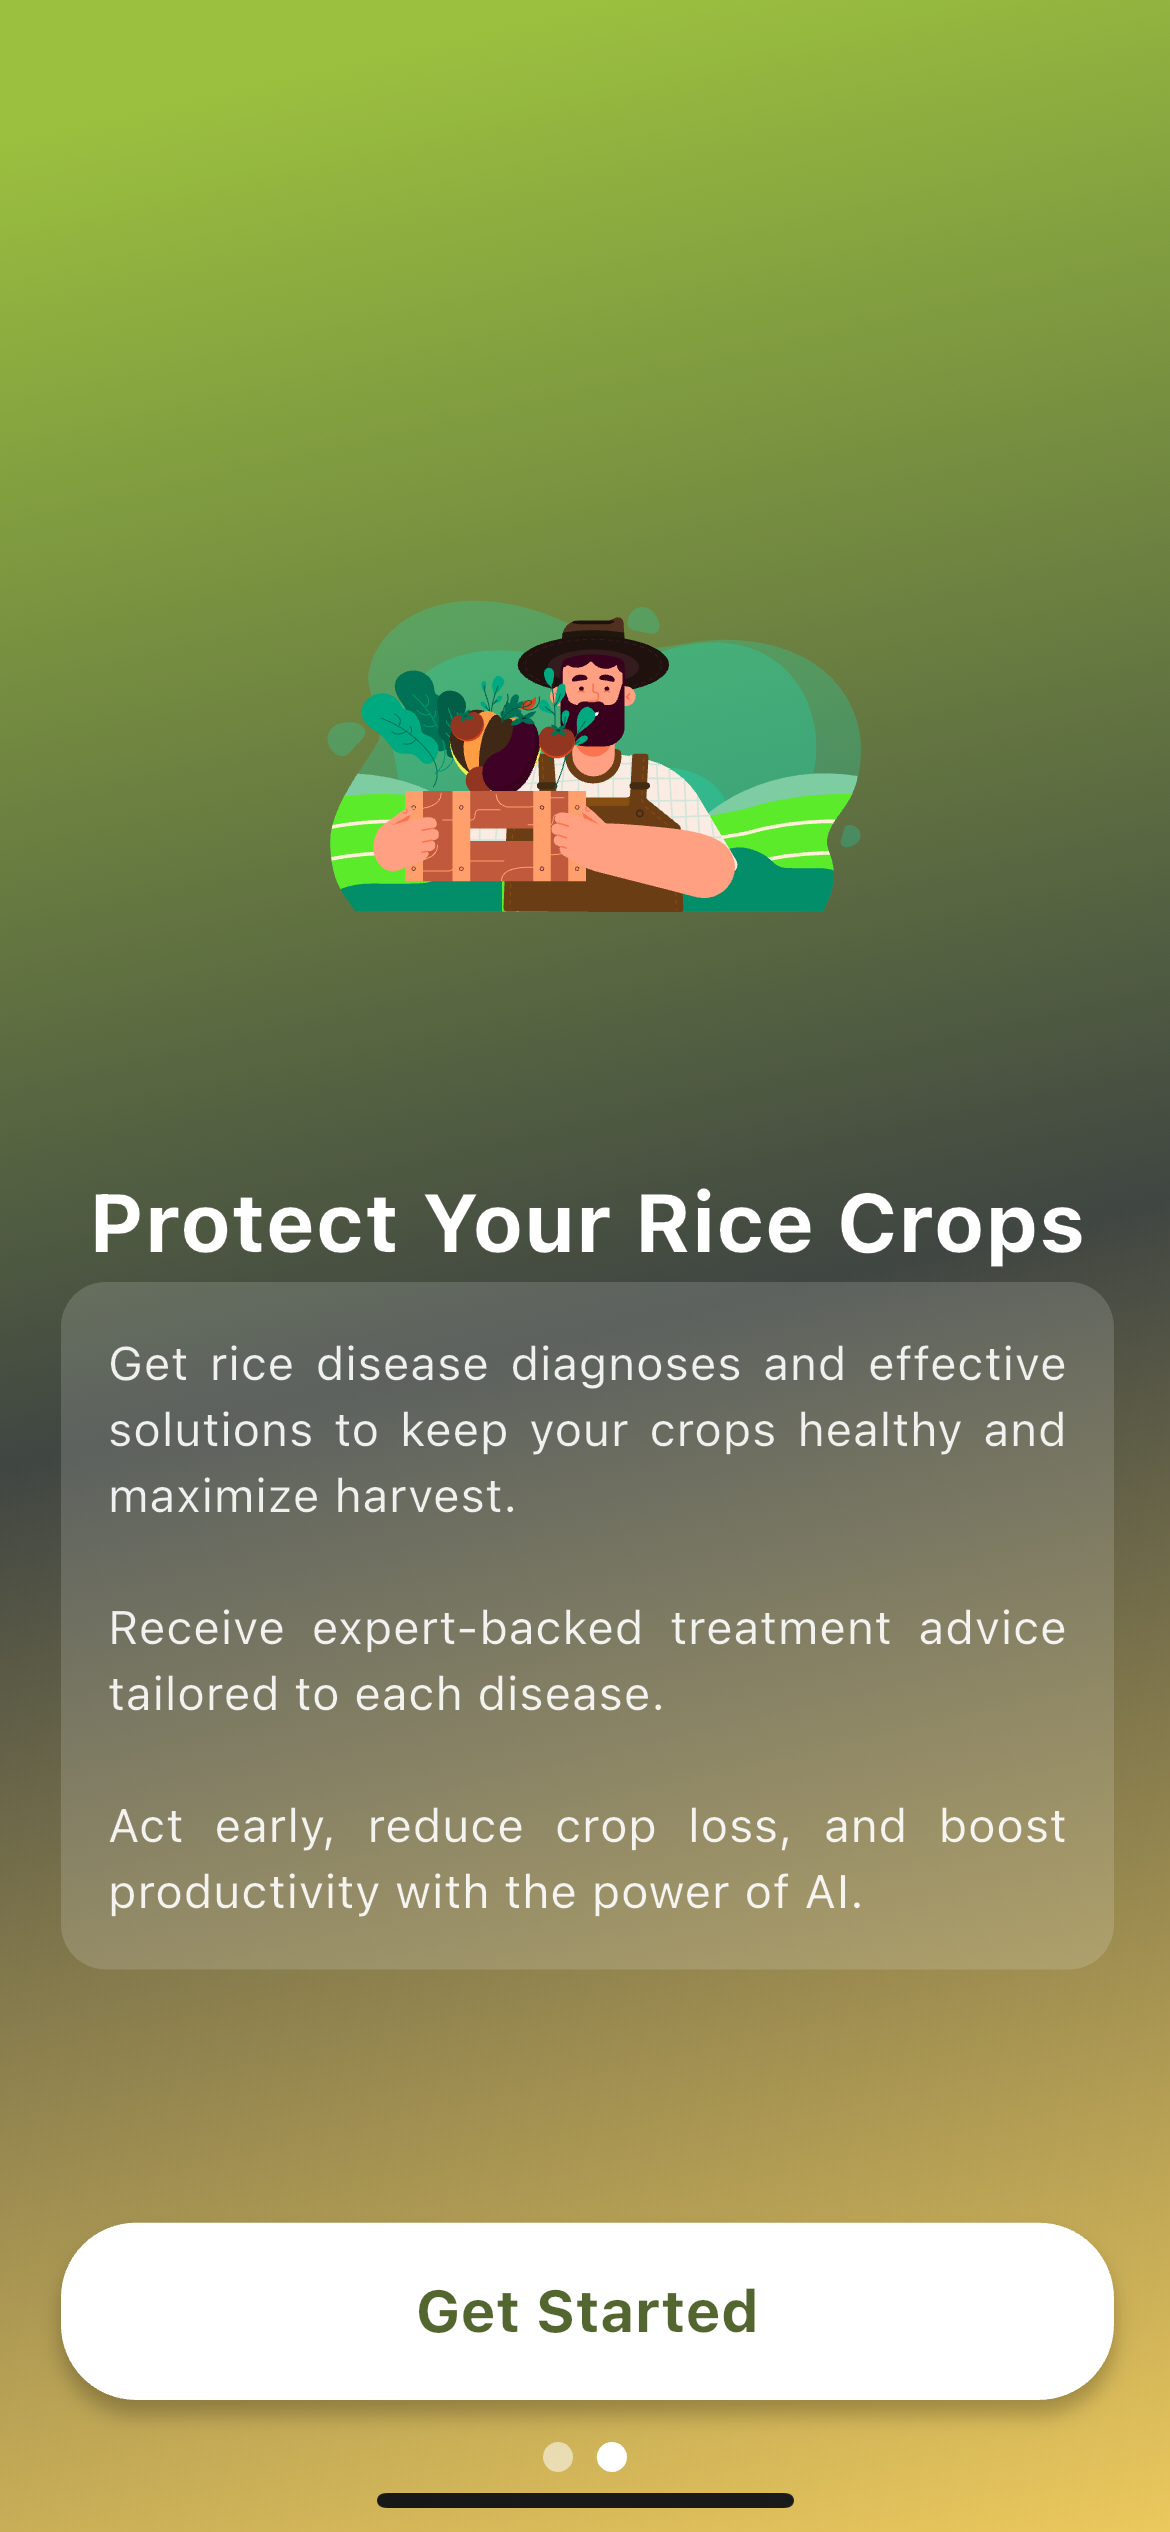 Protect Your Rice Crops
Get rice disease diagnoses and effective
solutions to keep your crops healthy and
maximize harvest.
Receive expert-backed treatment advice
tailored to each disease.
Act early, reduce crop loss, and boost
productivity with the power of AI.
Get Started